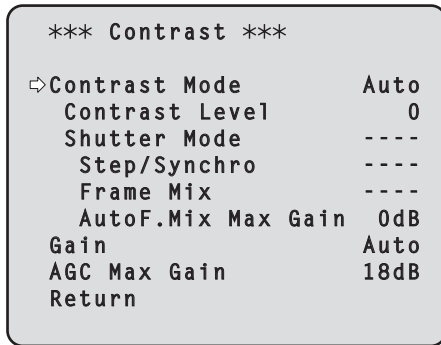 *** Contrast ***
⇨Contrast Mode Auto
Contrast Level 0
Shutter Mode ----
Step/Synchro ----
Frame Mix ----
AutoF.Mix Max Gain 0dB
Gain Auto
AGC Max Gain 18dB
Return